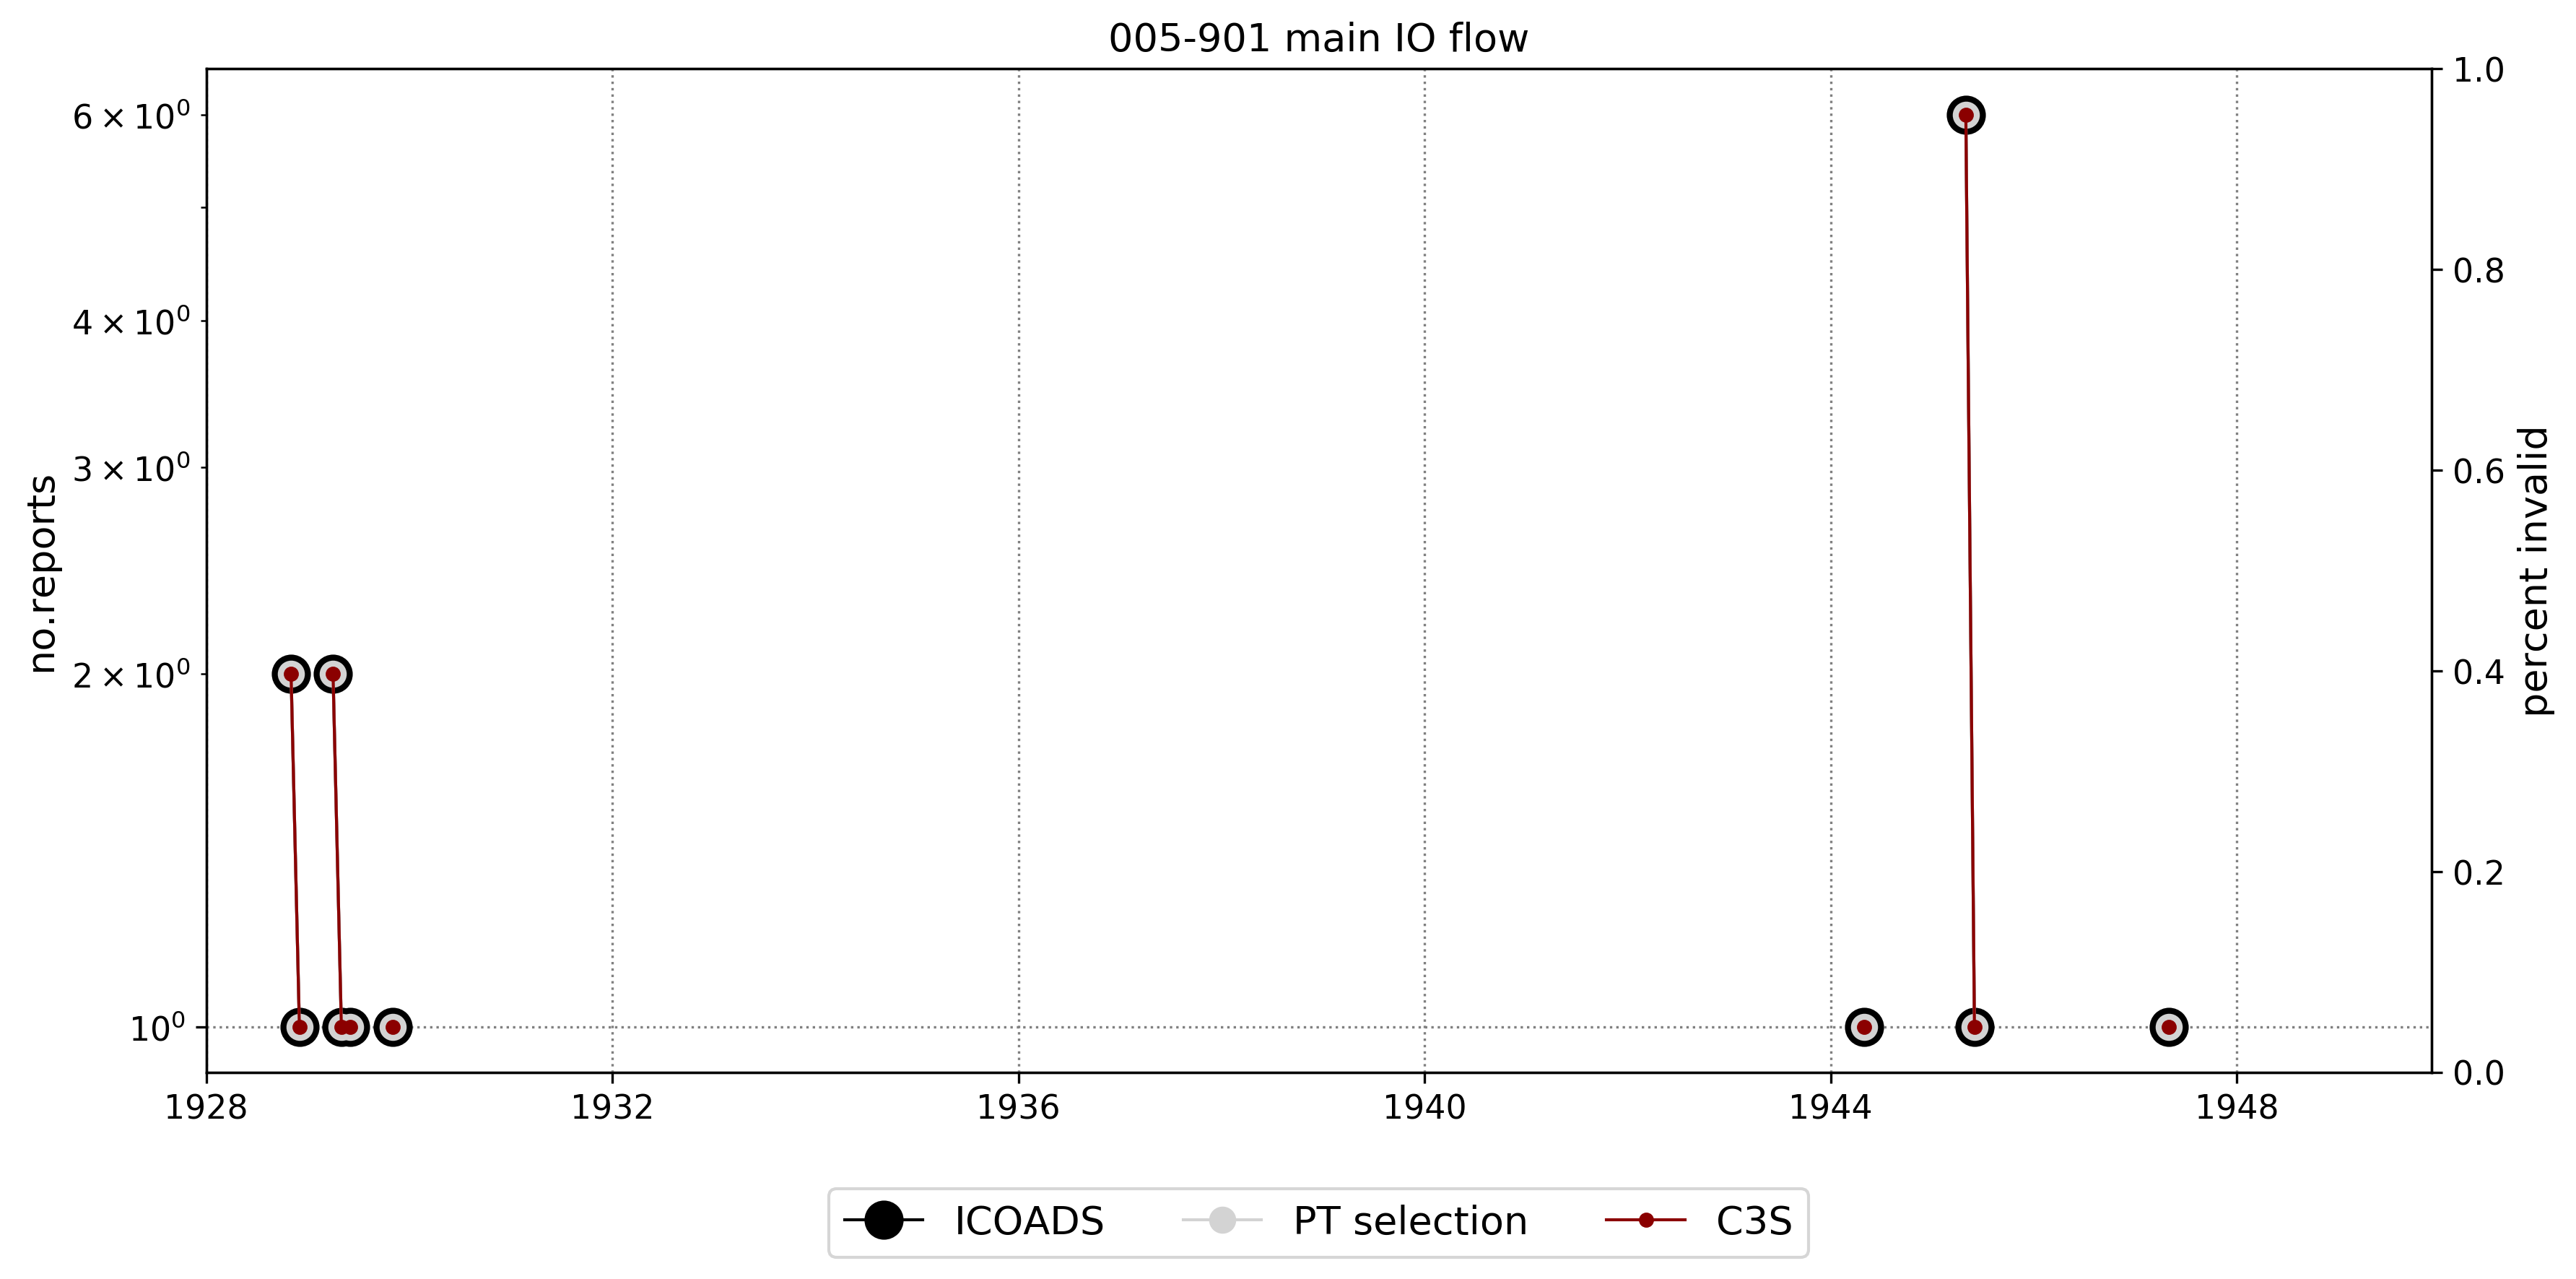 005-901 main IO flow
no.reports
6 × 10⁰
4 × 10⁰
3 × 10⁰
2 × 10⁰
10⁰
1.0
0.8
0.6
0.4
0.2
0.0
percent invalid
1928 1932 1936 1940 1944 1948
ICOADS PT selection C3S